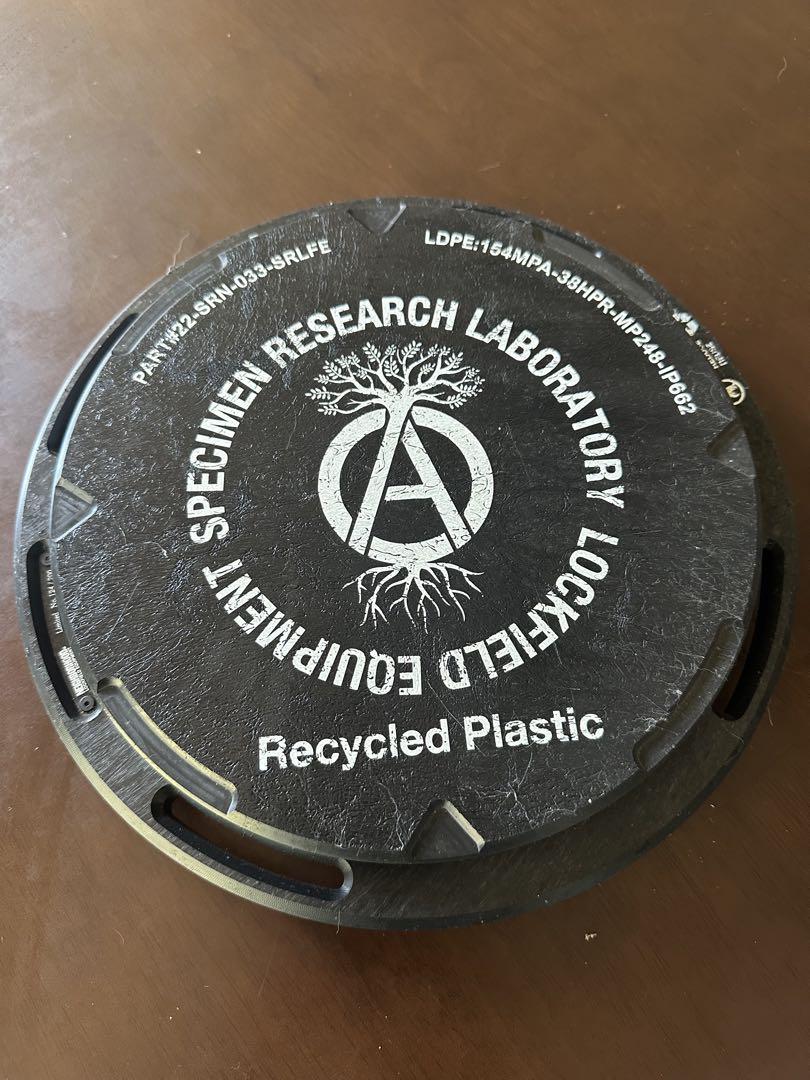 PART#22-SRN-033-SRLFE
LDPE:154MPA-38HPR-MP248-IP662
SPECIMEN RESEARCH LABORATORY
LOCKFIELD EQUIPMENT
A
Recycled Plastic